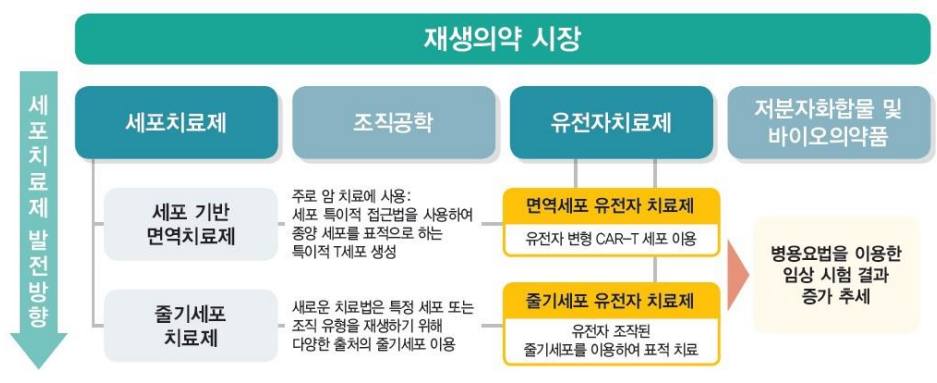 재생의약 시장
세포치료제 발전방향
세포치료제
조직공학
유전자치료제
저분자화합물 및
바이오의약품
세포 기반
면역치료제
주로 암 치료에 사용:
세포 특이적 접근법을 사용하여
종양 세포를 표적으로 하는
특이적 T세포 생성
면역세포 유전자 치료제
유전자 변형 CAR-T 세포 이용
줄기세포
치료제
새로운 치료법은 특정 세포 또는
조직 유형을 재생하기 위해
다양한 출처의 줄기세포 이용
줄기세포 유전자 치료제
유전자 조작된
줄기세포를 이용하여 표적 치료
병용요법을 이용한
임상 시험 결과
증가 추세